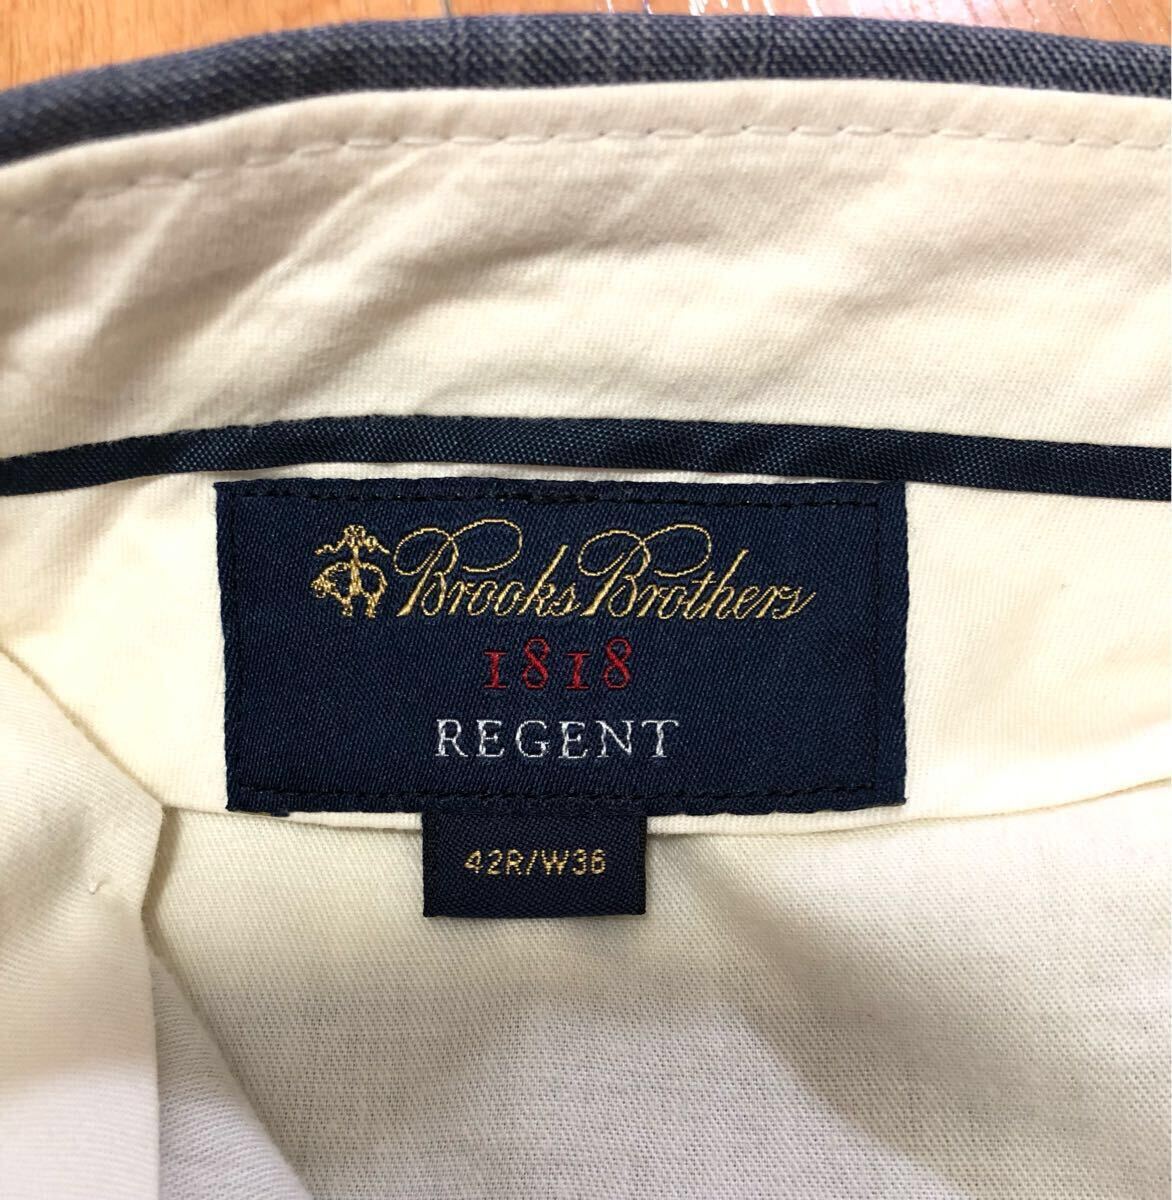 Brooks Brothers
1818
REGENT
42R/W36